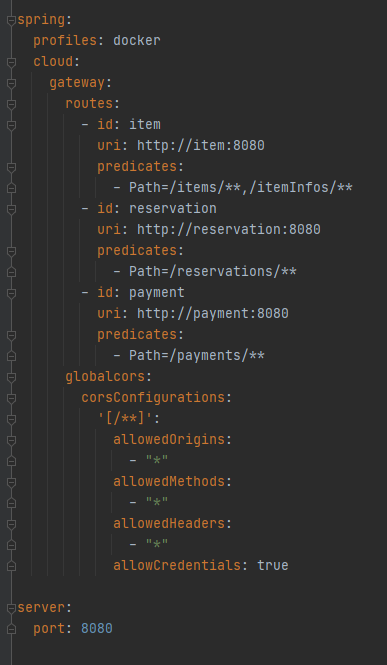 spring:
  profiles: docker
  cloud:
    gateway:
      routes:
        - id: item
          uri: http://item:8080
          predicates:
            - Path=/items/**,/itemInfos/**
        - id: reservation
          uri: http://reservation:8080
          predicates:
            - Path=/reservations/**
        - id: payment
          uri: http://payment:8080
          predicates:
            - Path=/payments/**
      globalcors:
        corsConfigurations:
          '[/**]':
            allowedOrigins:
              - "*"
            allowedMethods:
              - "*"
            allowedHeaders:
              - "*"
            allowCredentials: true
server:
  port: 8080